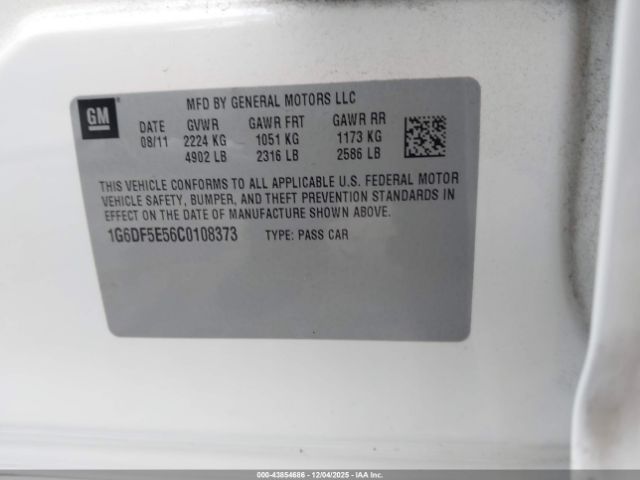 GM
MFD BY GENERAL MOTORS LLC
DATE GVWR GAWR FRT GAWR RR
08/11 2224 KG 1051 KG 1173 KG
4902 LB 2316 LB 2586 LB
THIS VEHICLE CONFORMS TO ALL APPLICABLE U.S. FEDERAL MOTOR
VEHICLE SAFETY, BUMPER, AND THEFT PREVENTION STANDARDS IN
EFFECT ON THE DATE OF MANUFACTURE SHOWN ABOVE.
1G6DF5E56C0108373 TYPE: PASS CAR
000-43854686 - 12/04/2025 - IAA